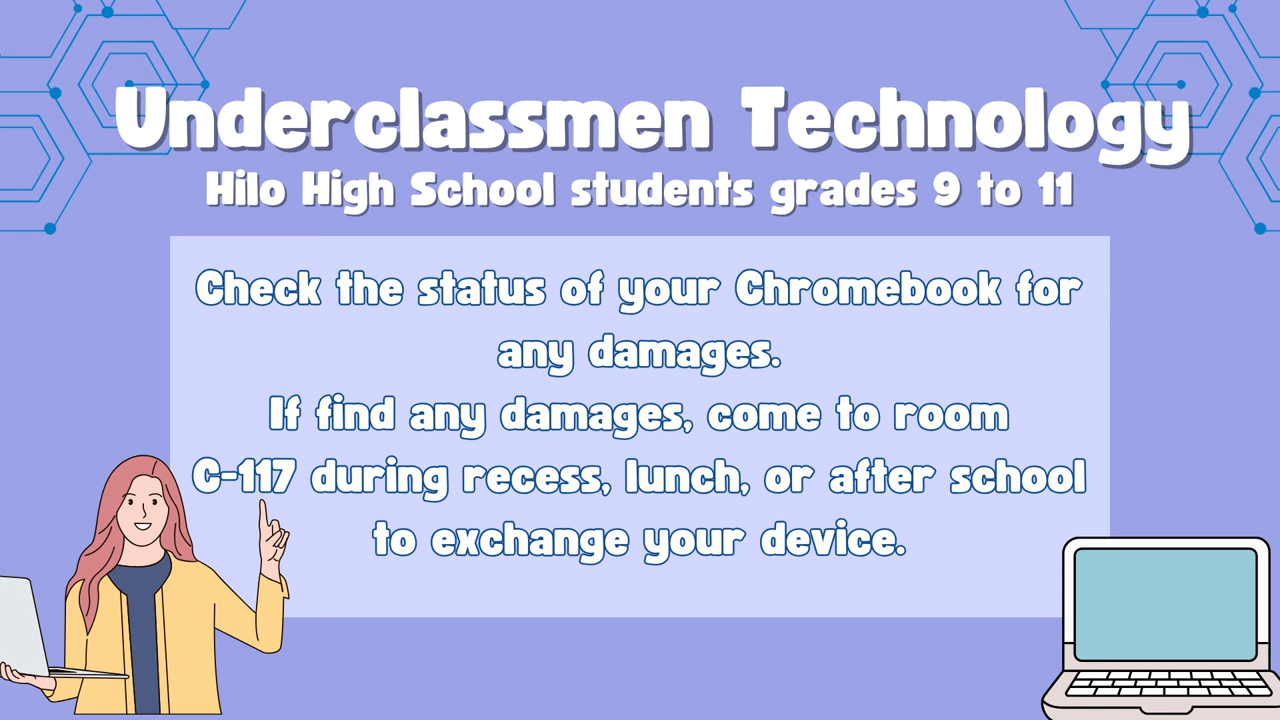 Underclassmen Technology
Hilo High School students grades 9 to 11
Check the status of your Chromebook for
any damages.
If find any damages, come to room
C-117 during recess, lunch, or after school
to exchange your device.